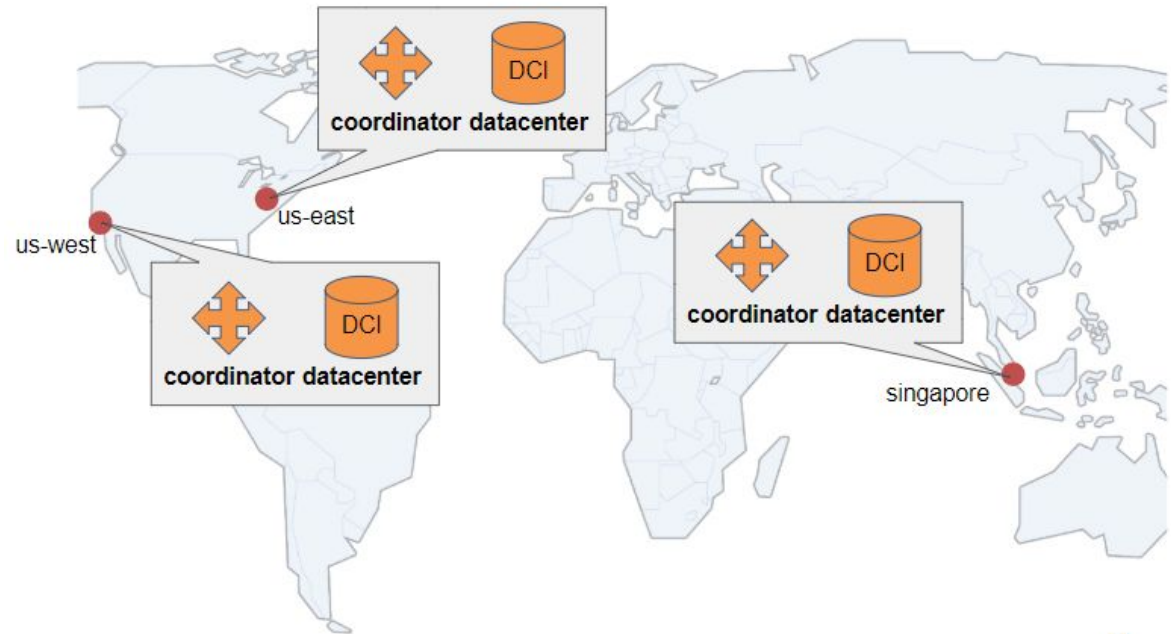 DCI
coordinator datacenter
us-east
us-west
DCI
coordinator datacenter
DCI
coordinator datacenter
singapore